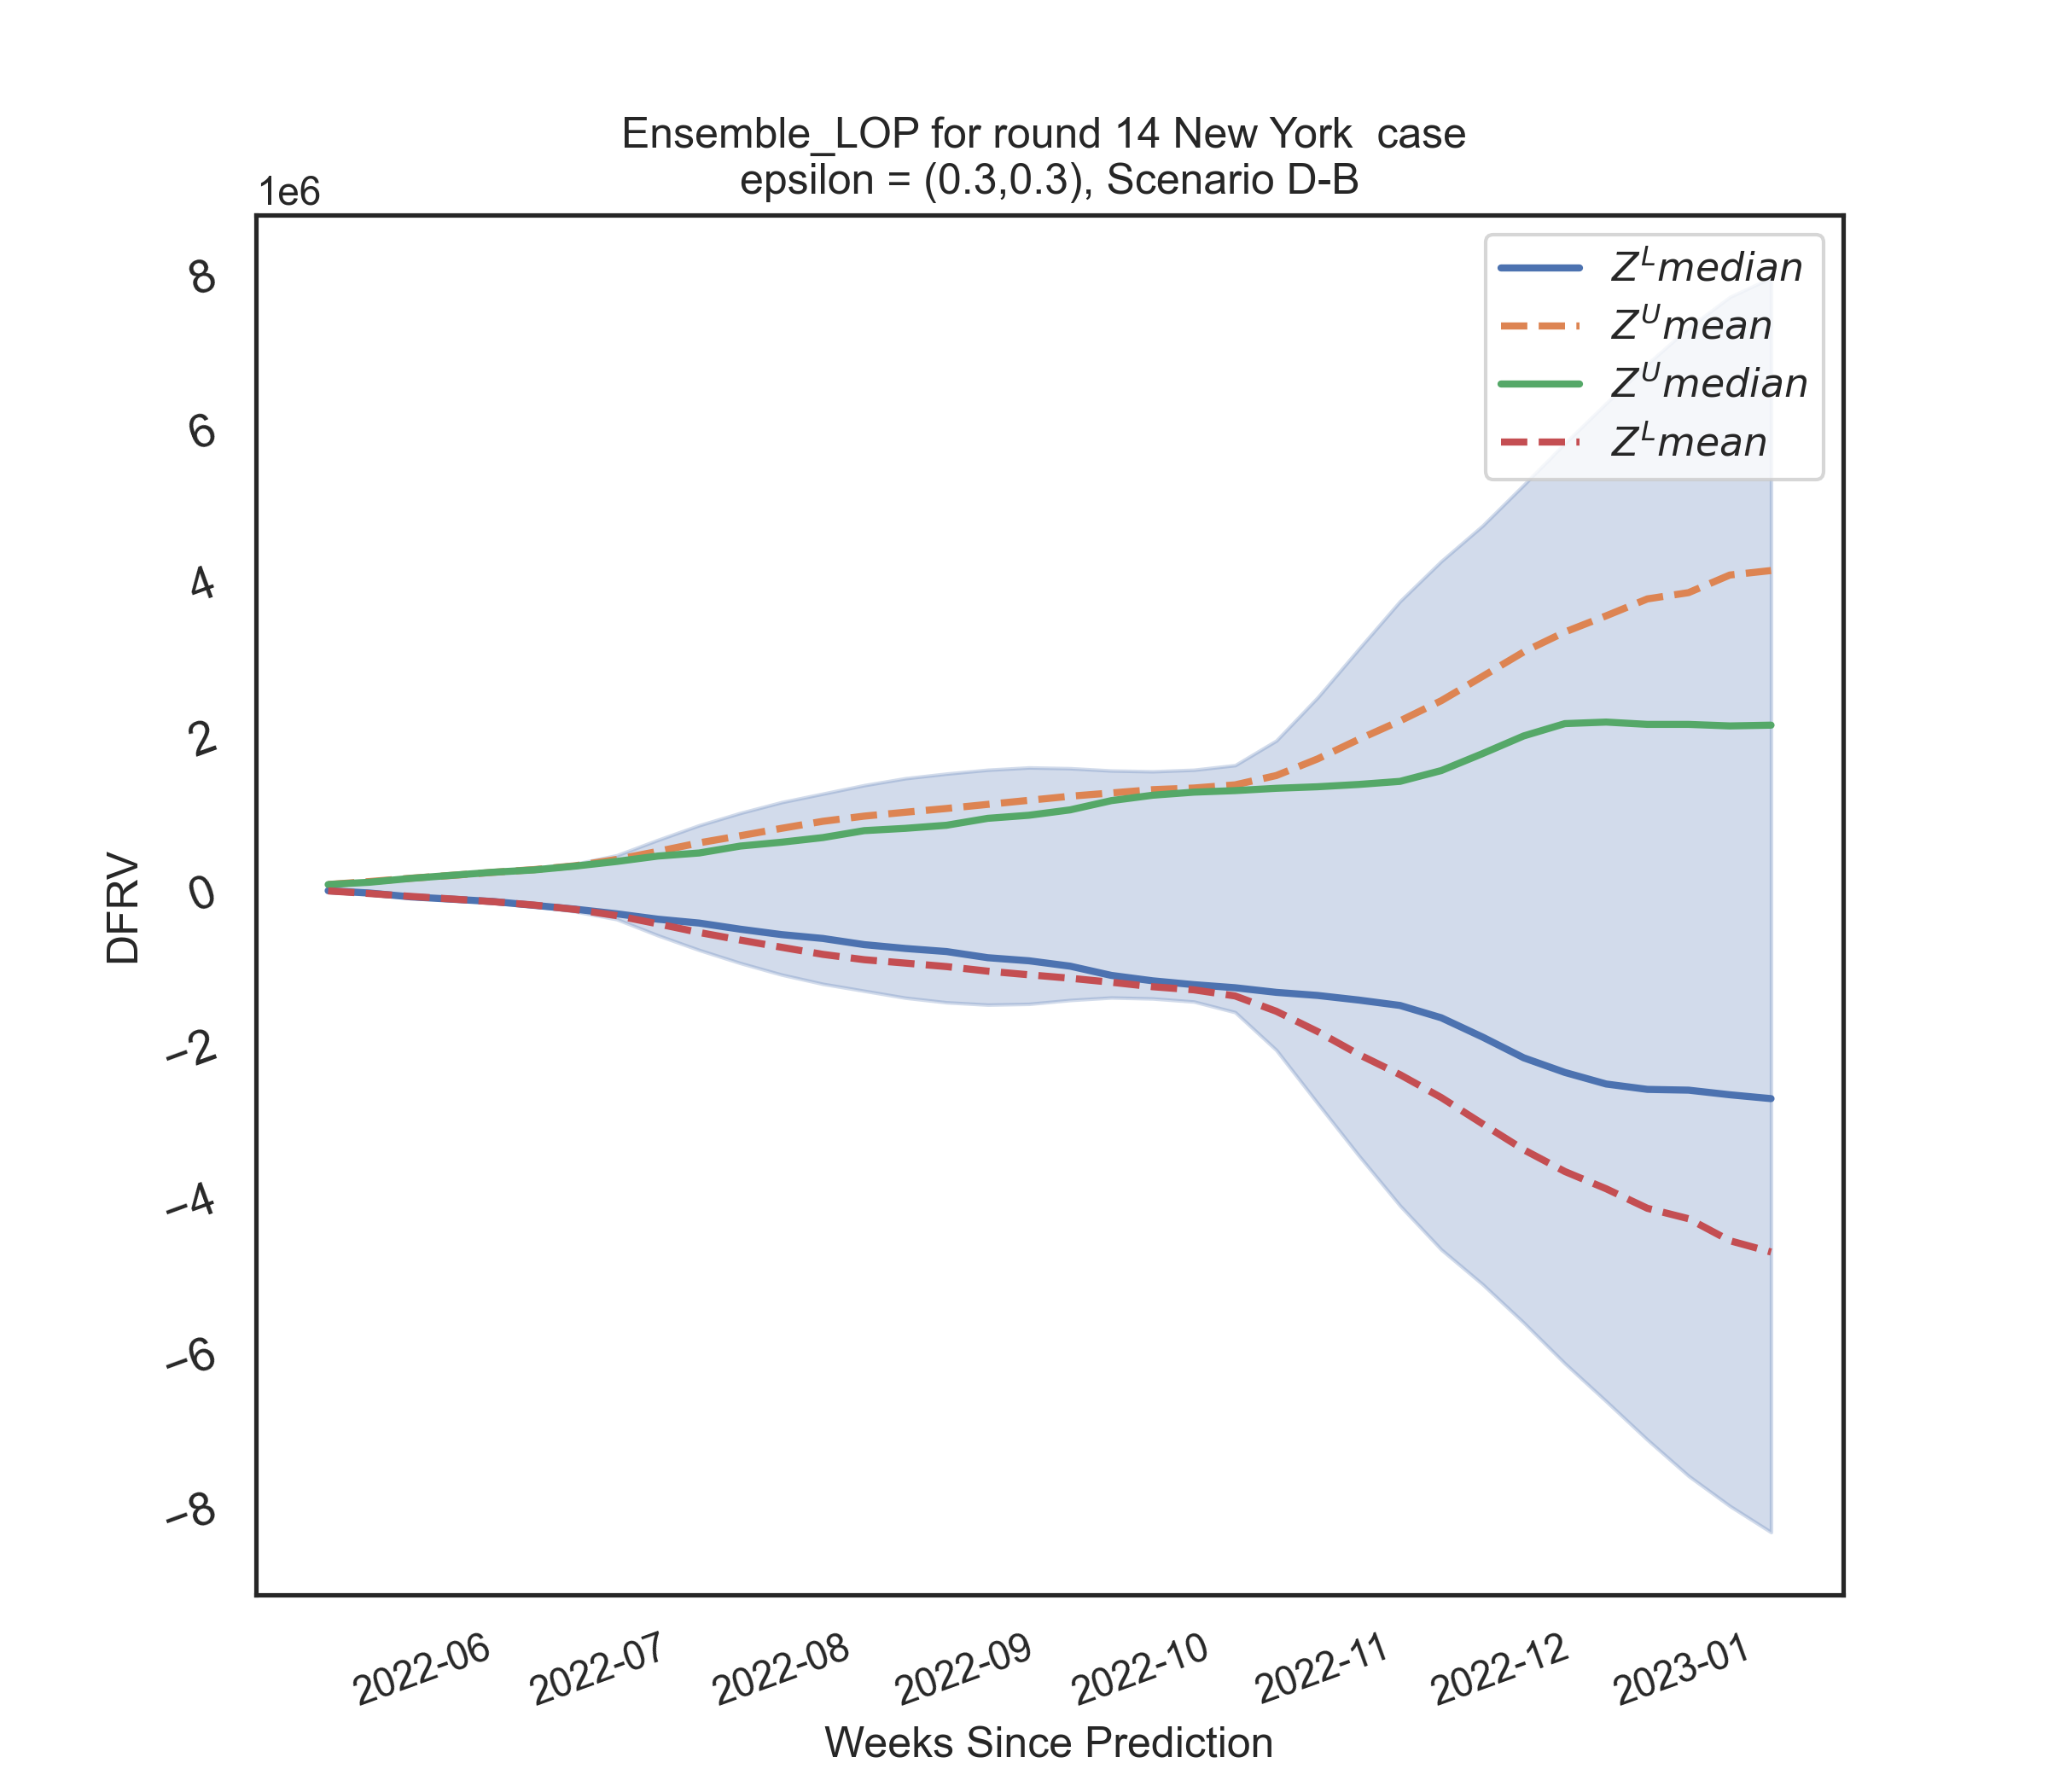 Ensemble_LOP for round 14 New York  case
epsilon = (0.3,0.3), Scenario D-B
1e6
8
6
4
2
0
−2
−4
−6
−8
DFRV
Z^L median
Z^U mean
Z^U median
Z^L mean
2022-06
2022-07
2022-08
2022-09
2022-10
2022-11
2022-12
2023-01
Weeks Since Prediction